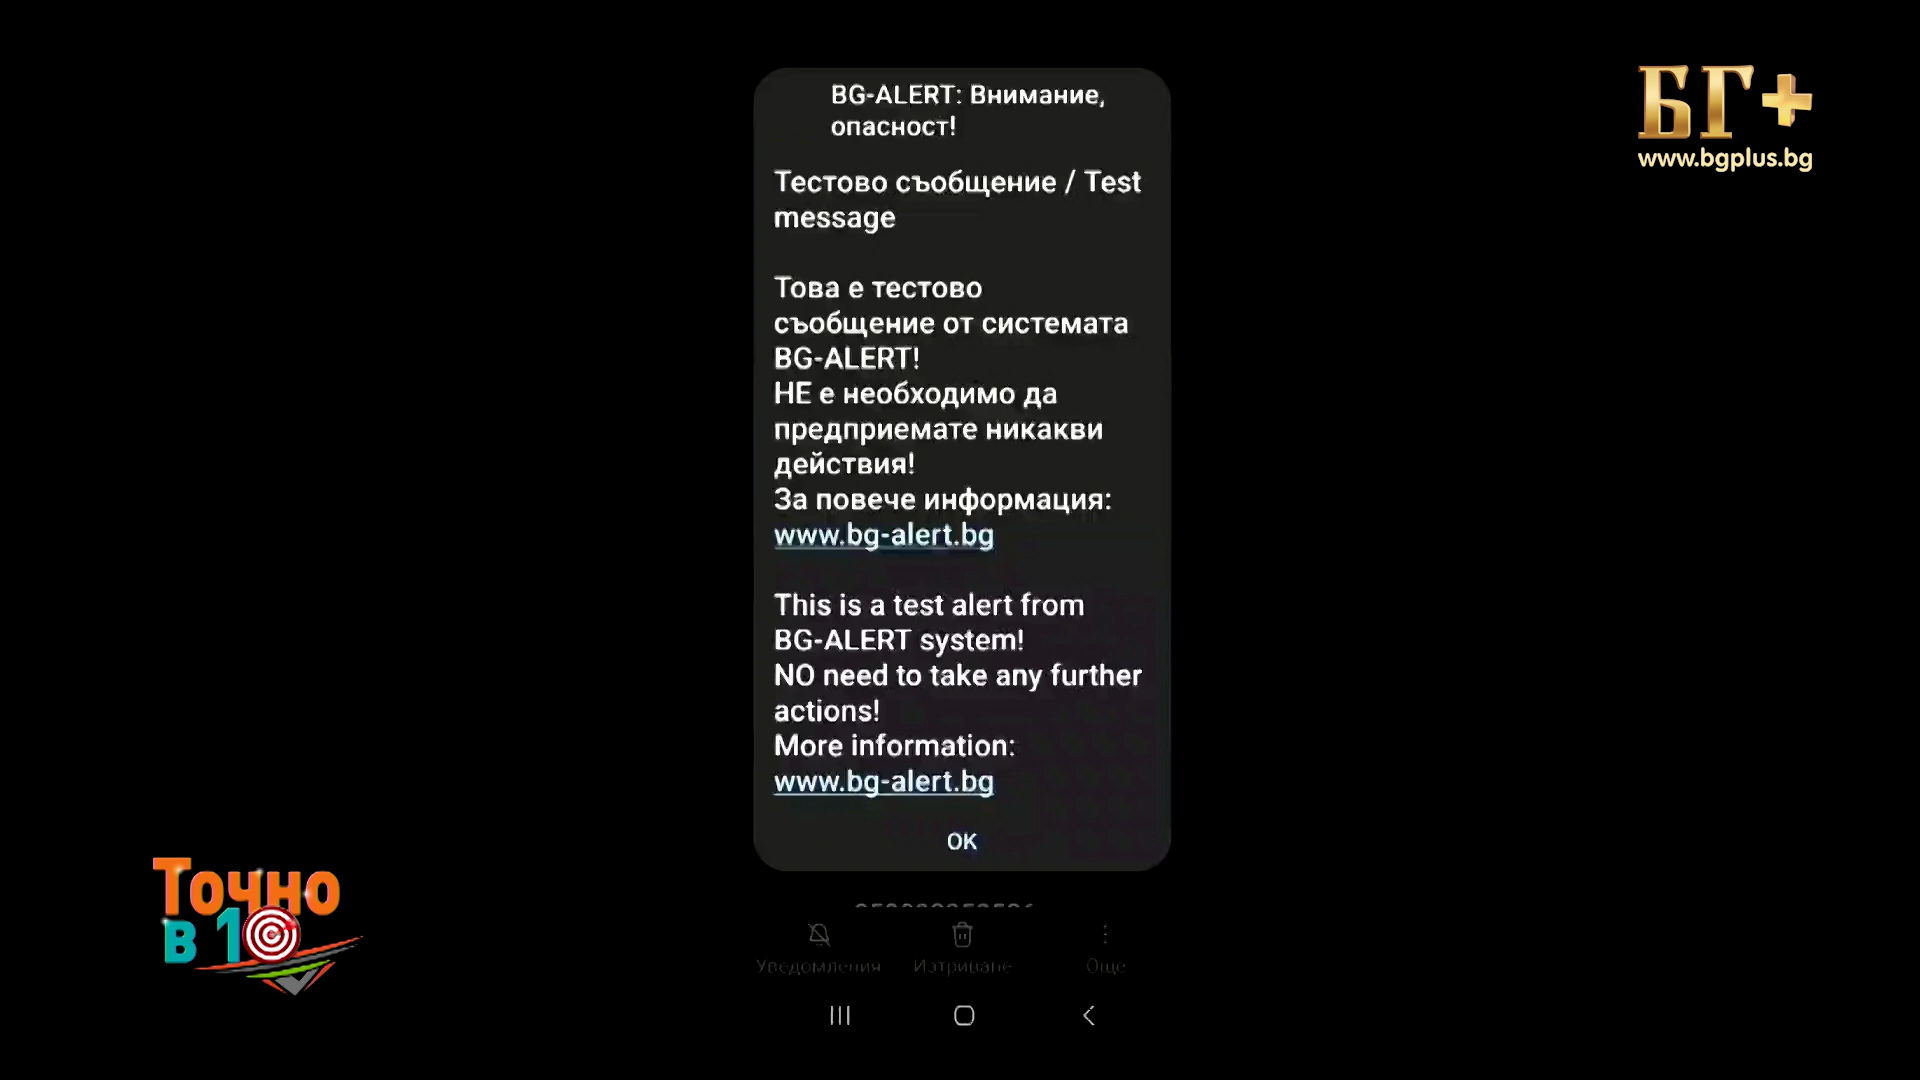 BG-ALERT: Внимание,
опасност!
Тестово съобщение / Test
message
Това е тестово
съобщение от системата
BG-ALERT!
НЕ е необходимо да
предприемате никакви
действия!
За повече информация:
www.bg-alert.bg
This is a test alert from
BG-ALERT system!
NO need to take any further
actions!
More information:
www.bg-alert.bg
OK
Уведомления Изтриване Още
БГ+
www.bgplus.bg
Точно
в 10